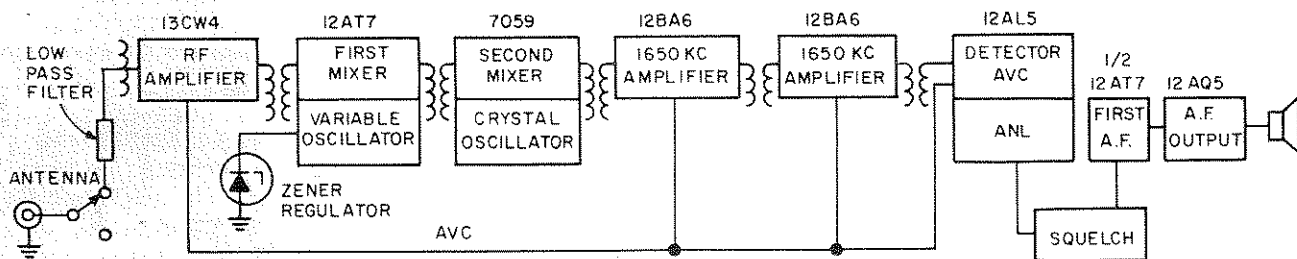 13CW4
12AT7
7059
12BA6
12BA6
12AL5
LOW
PASS
FILTER
RF
AMPLIFIER
FIRST
MIXER
VARIABLE
OSCILLATOR
SECOND
MIXER
CRYSTAL
OSCILLATOR
1650 KC
AMPLIFIER
1650 KC
AMPLIFIER
DETECTOR
AVC
ANL
1/2
12AT7
FIRST
A.F.
12AQ5
A.F.
OUTPUT
ANTENNA
ZENER
REGULATOR
AVC
SQUELCH